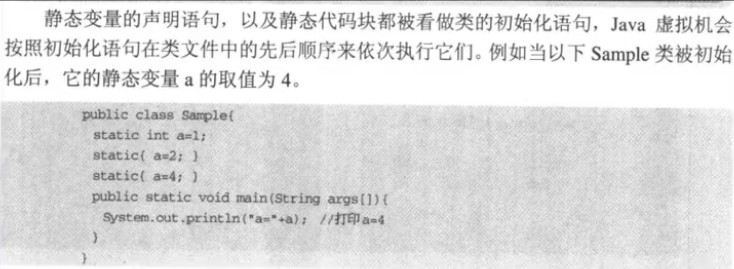 静态变量的声明语句，以及静态代码块都被看做类的初始化语句，Java 虚拟机会
按照初始化语句在类文件中的先后顺序来依次执行它们。例如当以下 Sample 类被初始
化后，它的静态变量 a 的取值为 4。
public class Sample{
static int a=1;
static{ a=2; }
static{ a=4; }
public static void main(String args[]){
System.out.println("a="+a); //打印a=4
}
}